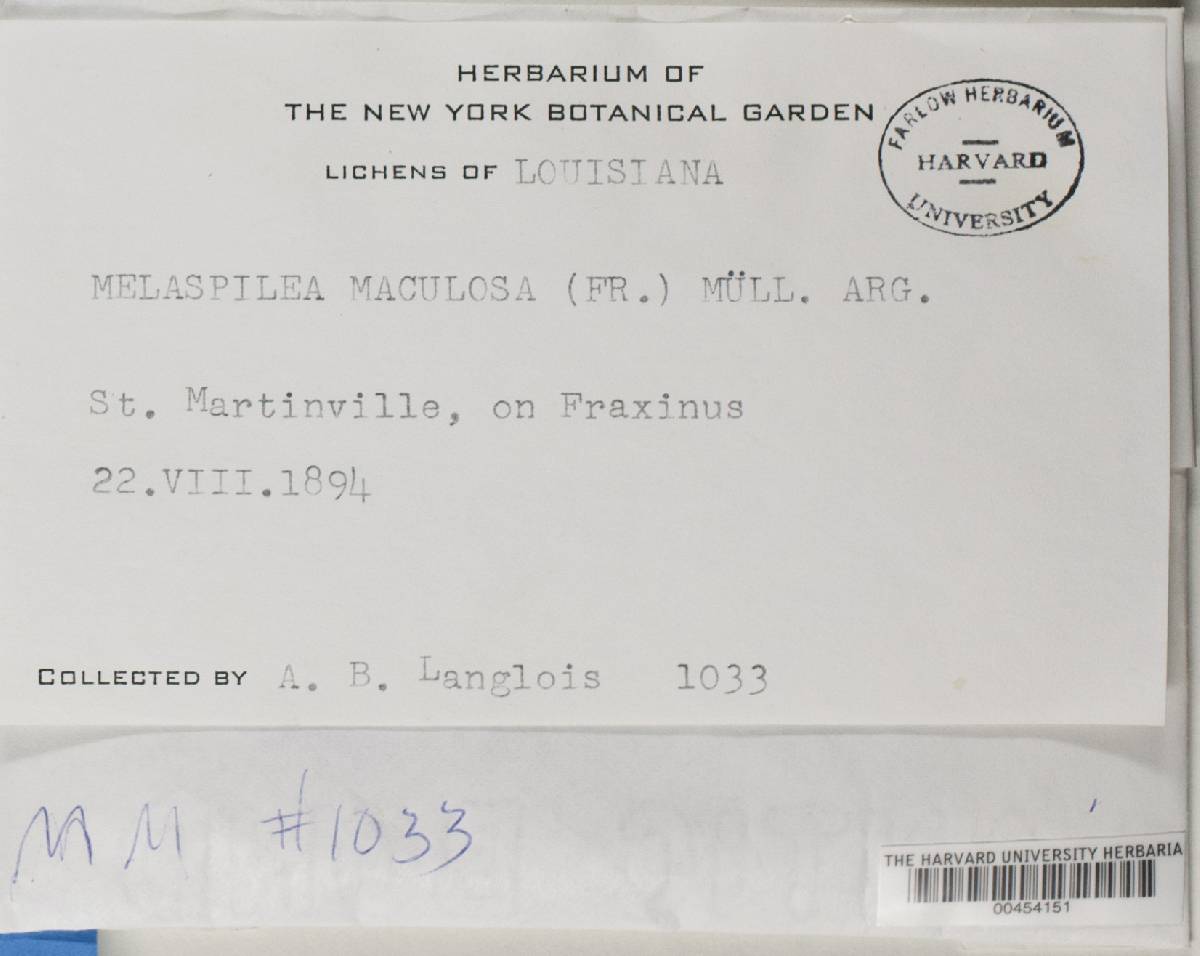 HERBARIUM OF
THE NEW YORK BOTANICAL GARDEN
LICHENS OF LOUISIANA
FARLOW HERBARIUM
HARVARD
UNIVERSITY
MELASPILEA MACULOSA (FR.) MÜLL. ARG.
St. Martinville, on Fraxinus
22.VIII.1894
COLLECTED BY A. B. Langlois 1033
MM #1033
THE HARVARD UNIVERSITY HERBARIA
00454151